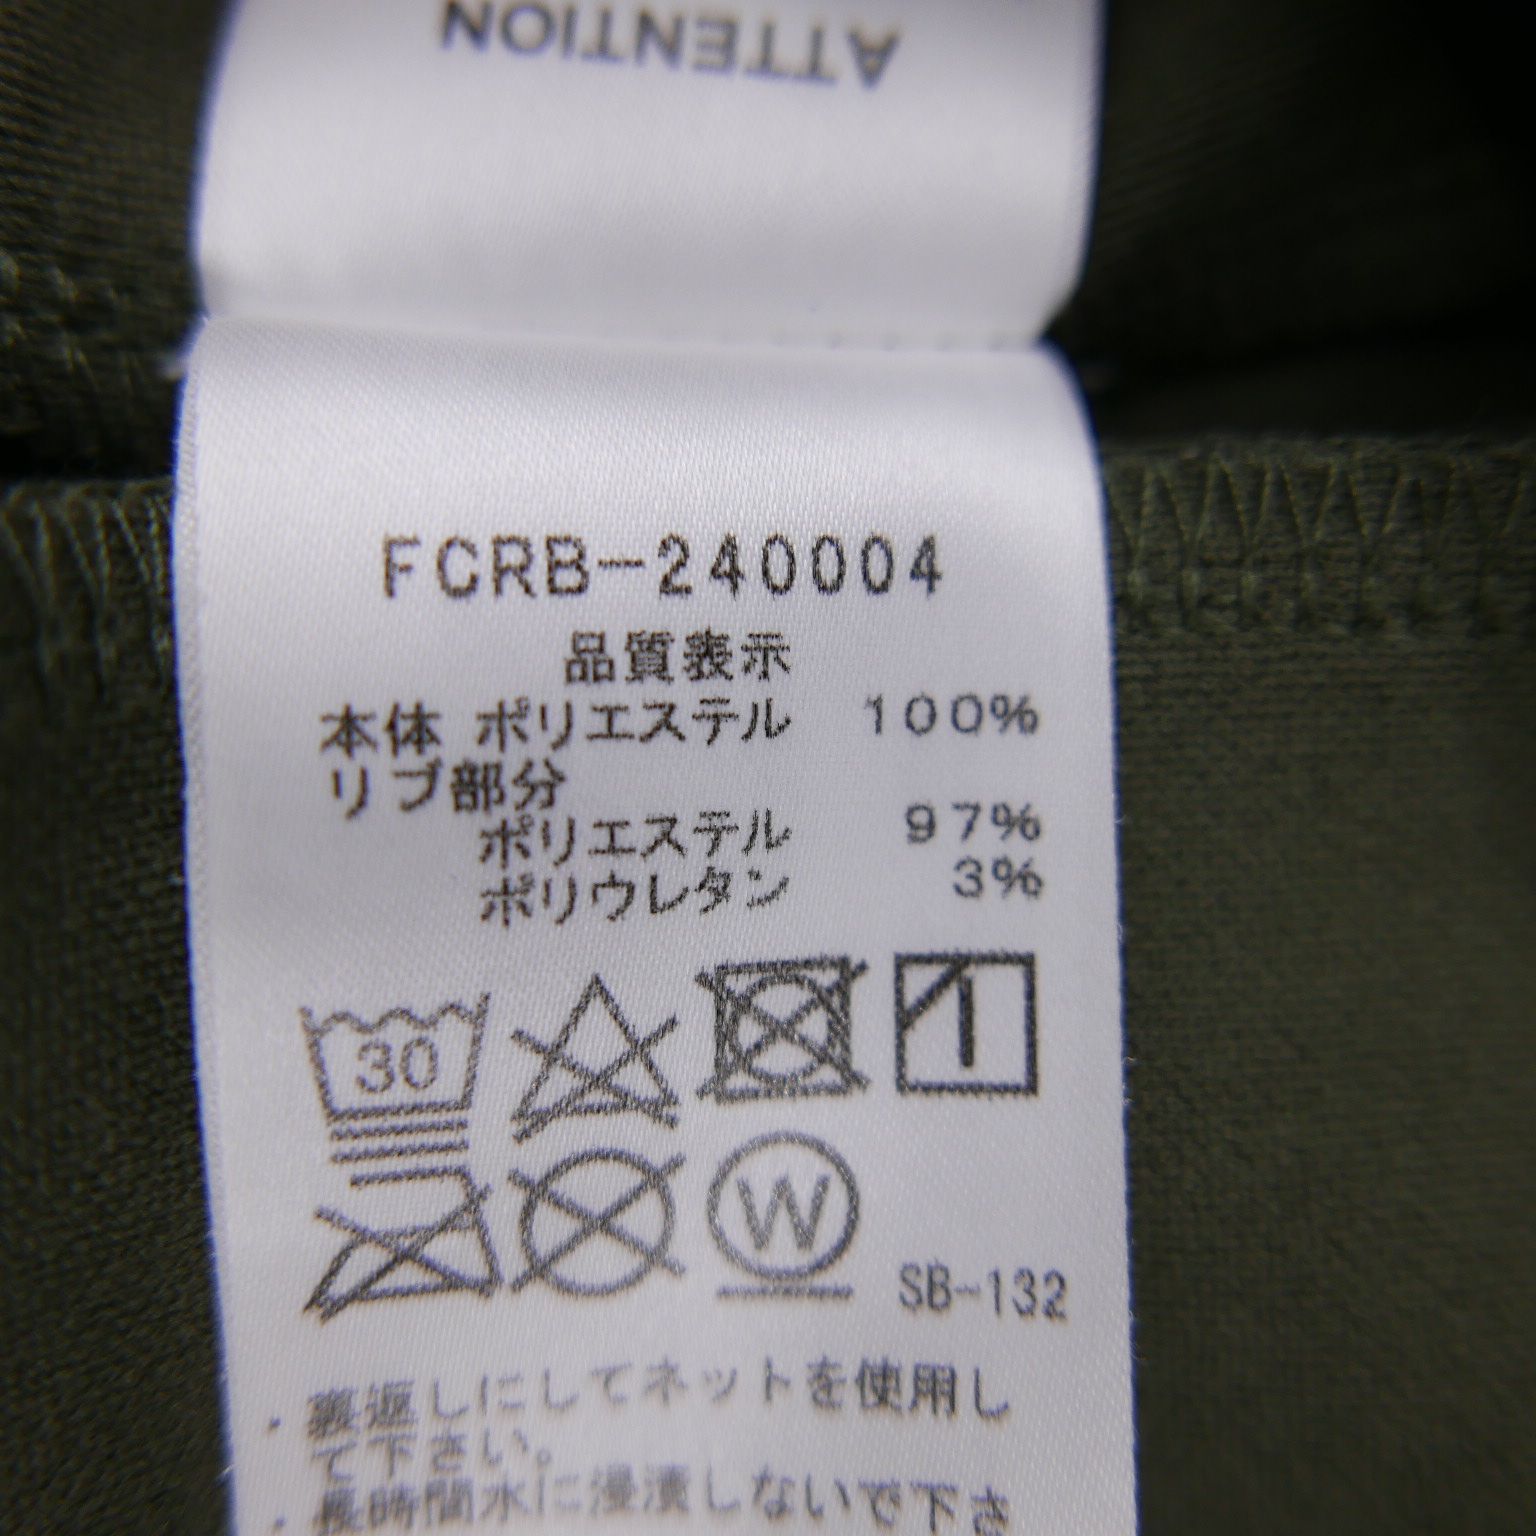 ATTENTION
FCRB-240004
品質表示
本体 ポリエステル 100%
リブ部分
ポリエステル 97%
ポリウレタン 3%
30
W
SB-132
・裏返しにしてネットを使用し
て下さい。
・長時間水に浸漬しないで下さ